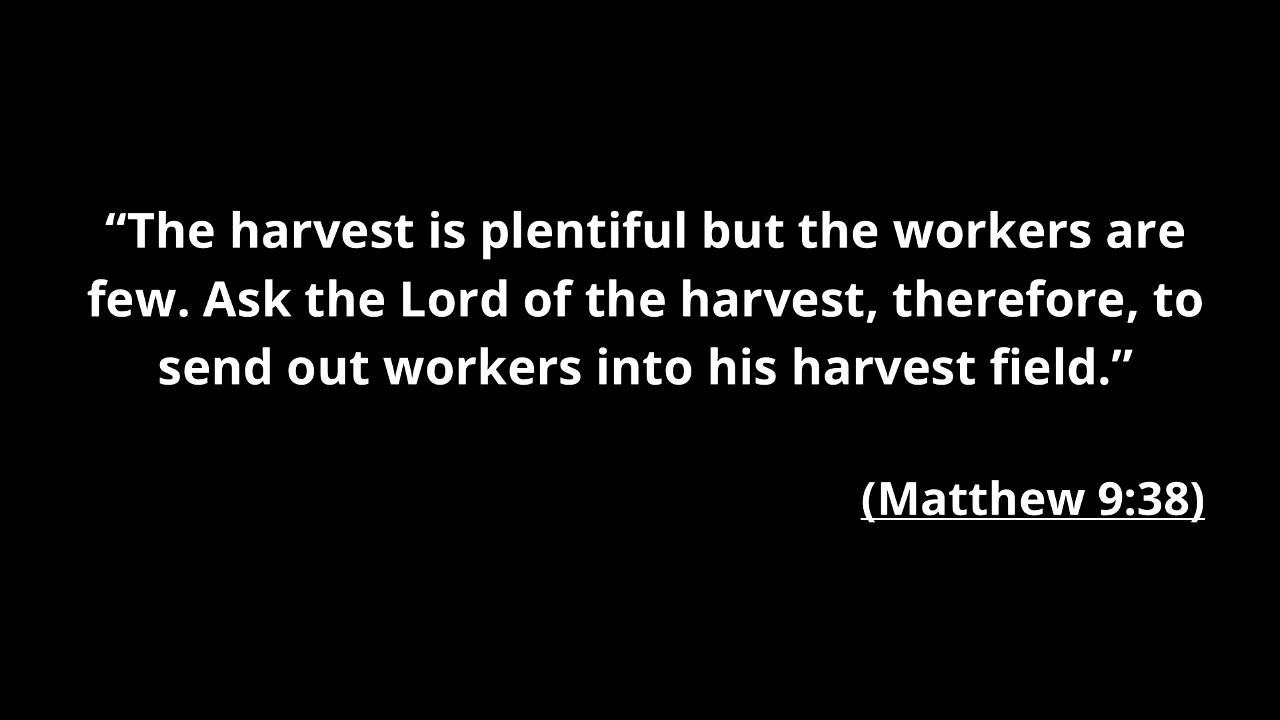 “The harvest is plentiful but the workers are
few. Ask the Lord of the harvest, therefore, to
send out workers into his harvest field.”
(Matthew 9:38)